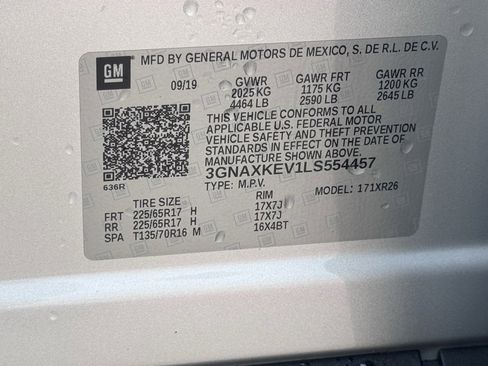 GM
MFD BY GENERAL MOTORS DE MEXICO, S. DE R.L. DE C.V.
09/19
GVWR GAWR FRT GAWR RR
2025 KG 1175 KG 1200 KG
4464 LB 2590 LB 2645 LB
THIS VEHICLE CONFORMS TO ALL
APPLICABLE U.S. FEDERAL MOTOR
VEHICLE SAFETY AND THEFT PREVENTION
STANDARDS IN EFFECT ON THE DATE OF
MANUFACTURE SHOWN ABOVE.
3GNAXKEV1LS554457
636R
TYPE: M.P.V. 171XR26
TIRE SIZE RIM
FRT 225/65R17 H 17X7J
RR 225/65R17 H 17X7J
SPA T135/70R16 M 16X4BT